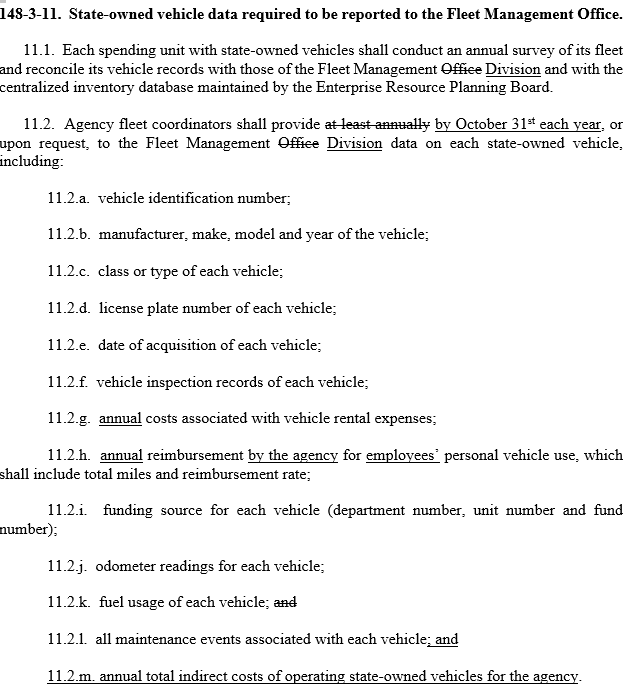 148-3-11. State-owned vehicle data required to be reported to the Fleet Management Office.
11.1. Each spending unit with state-owned vehicles shall conduct an annual survey of its fleet
and reconcile its vehicle records with those of the Fleet Management Office Division and with the
centralized inventory database maintained by the Enterprise Resource Planning Board.
11.2. Agency fleet coordinators shall provide at least annually by October 31st each year, or
upon request, to the Fleet Management Office Division data on each state-owned vehicle,
including:
11.2.a. vehicle identification number;
11.2.b. manufacturer, make, model and year of the vehicle;
11.2.c. class or type of each vehicle;
11.2.d. license plate number of each vehicle;
11.2.e. date of acquisition of each vehicle;
11.2.f. vehicle inspection records of each vehicle;
11.2.g. annual costs associated with vehicle rental expenses;
11.2.h. annual reimbursement by the agency for employees' personal vehicle use, which
shall include total miles and reimbursement rate;
11.2.i. funding source for each vehicle (department number, unit number and fund
number);
11.2.j. odometer readings for each vehicle;
11.2.k. fuel usage of each vehicle; and
11.2.l. all maintenance events associated with each vehicle; and
11.2.m. annual total indirect costs of operating state-owned vehicles for the agency.